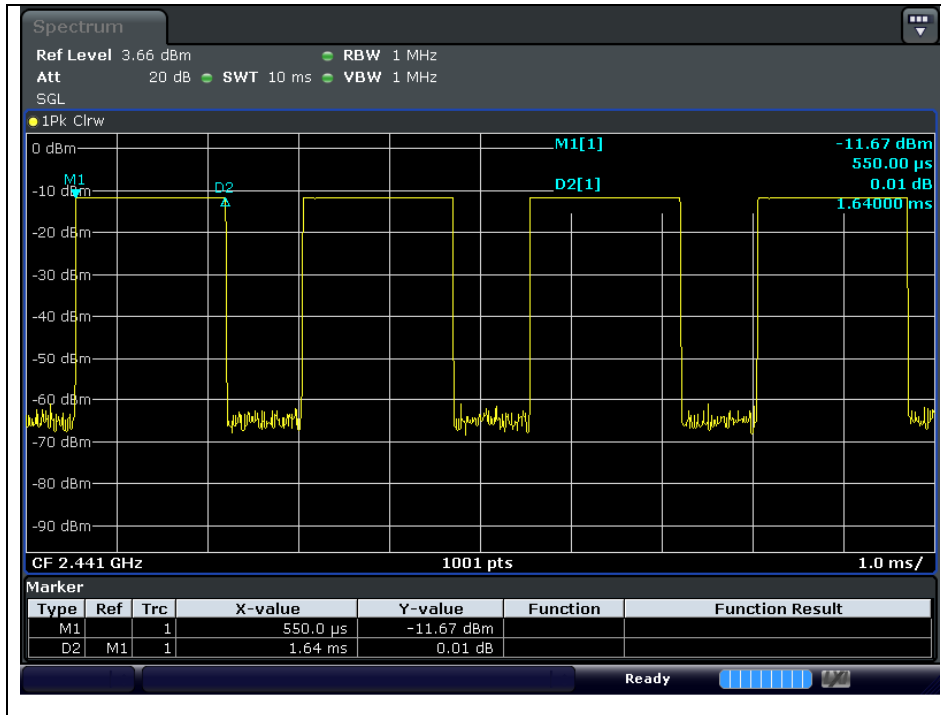 Spectrum
Ref Level 3.66 dBm RBW 1 MHz
Att 20 dB SWT 10 ms VBW 1 MHz
SGL
1Pk Clrw
M1[1] -11.67 dBm
550.00 µs
D2[1] 0.01 dB
1.64000 ms
0 dBm
M1
D2
-10 dBm
-20 dBm
-30 dBm
-40 dBm
-50 dBm
-60 dBm
-70 dBm
-80 dBm
-90 dBm
CF 2.441 GHz 1001 pts 1.0 ms/
Marker
Type Ref Trc X-value Y-value Function Function Result
M1 1 550.0 µs -11.67 dBm
D2 M1 1 1.64 ms 0.01 dB
Ready